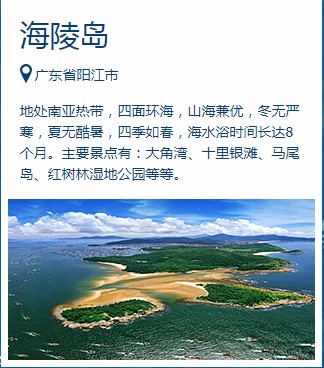 海陵岛
广东省阳江市
地处南亚热带，四面环海，山海兼优，冬无严
寒，夏无酷暑，四季如春，海水浴时间长达8
个月。主要景点有：大角湾、十里银滩、马尾
岛、红树林湿地公园等等。